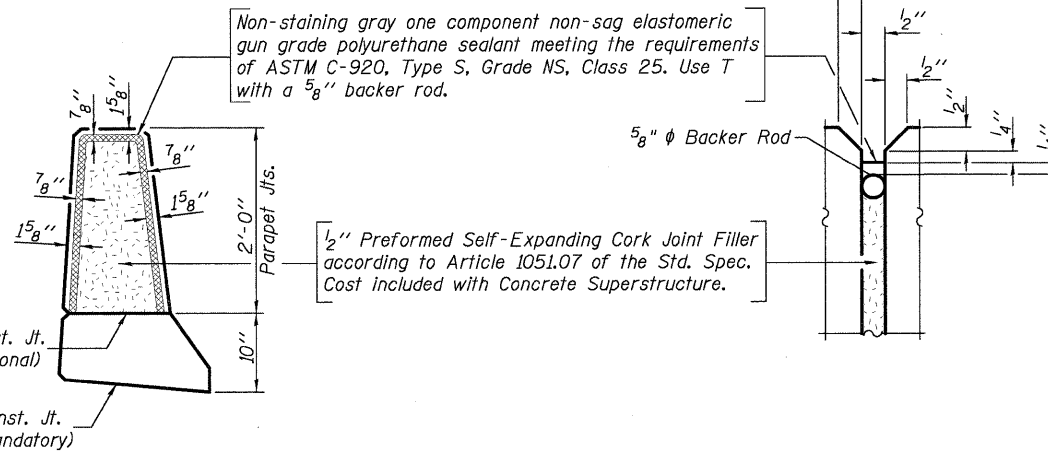 Non-staining gray one component non-sag elastomeric
gun grade polyurethane sealant meeting the requirements
of ASTM C-920, Type S, Grade NS, Class 25. Use T
with a 5/8" backer rod.
1/2"
1/2"
1/2"
1/4"
7/8"
1 5/8"
7/8"
7/8"
1 5/8"
1 5/8"
2'-0"
Parapet Jts.
10"
5/8" φ Backer Rod
1/2" Preformed Self-Expanding Cork Joint Filler
according to Article 1051.07 of the Std. Spec.
Cost included with Concrete Superstructure.
Jt.
Jt.